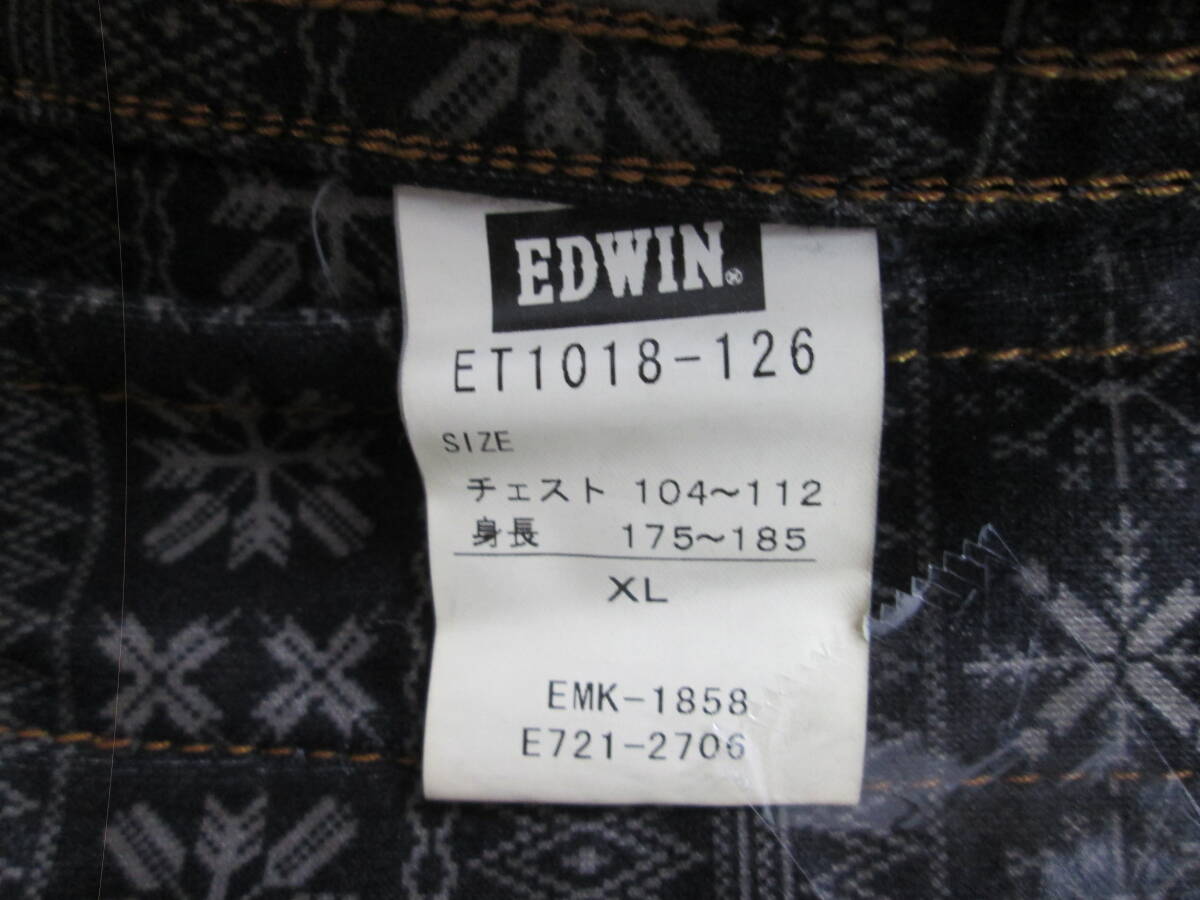 EDWIN®
ET1018-126
SIZE
チェスト 104～112
身長 175～185
XL
EMK-1858
E721-2706